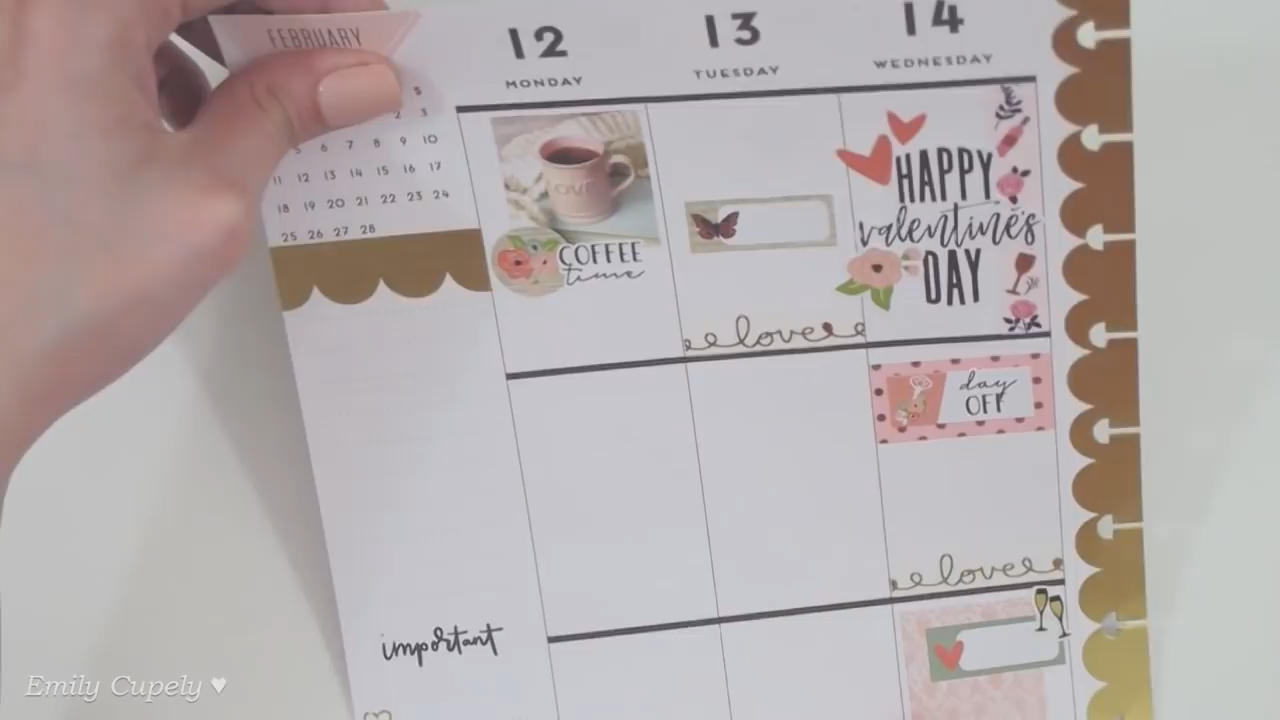 FEBRUARY
S
2 3
5 6 7 8 9 10
11 12 13 14 15 16 17
18 19 20 21 22 23 24
25 26 27 28
12
MONDAY
13
TUESDAY
14
WEDNESDAY
LOVE
COFFEE
time
love
HAPPY
valentine's
DAY
day
OFF
love
important
Emily Cupely ♥